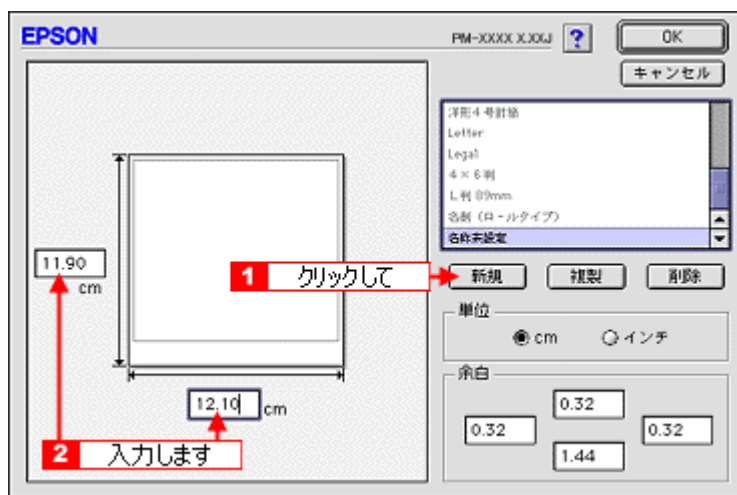 EPSON
PM-XXXX X.XXJ
?
OK
キャンセル
洋形4号封筒
Letter
Legal
4×6判
L判 89mm
名刺（ロールタイプ）
名称未設定
11.90
cm
1 クリックして
新規
複製
削除
単位
cm
インチ
12.10
cm
2 入力します
余白
0.32
0.32
0.32
1.44